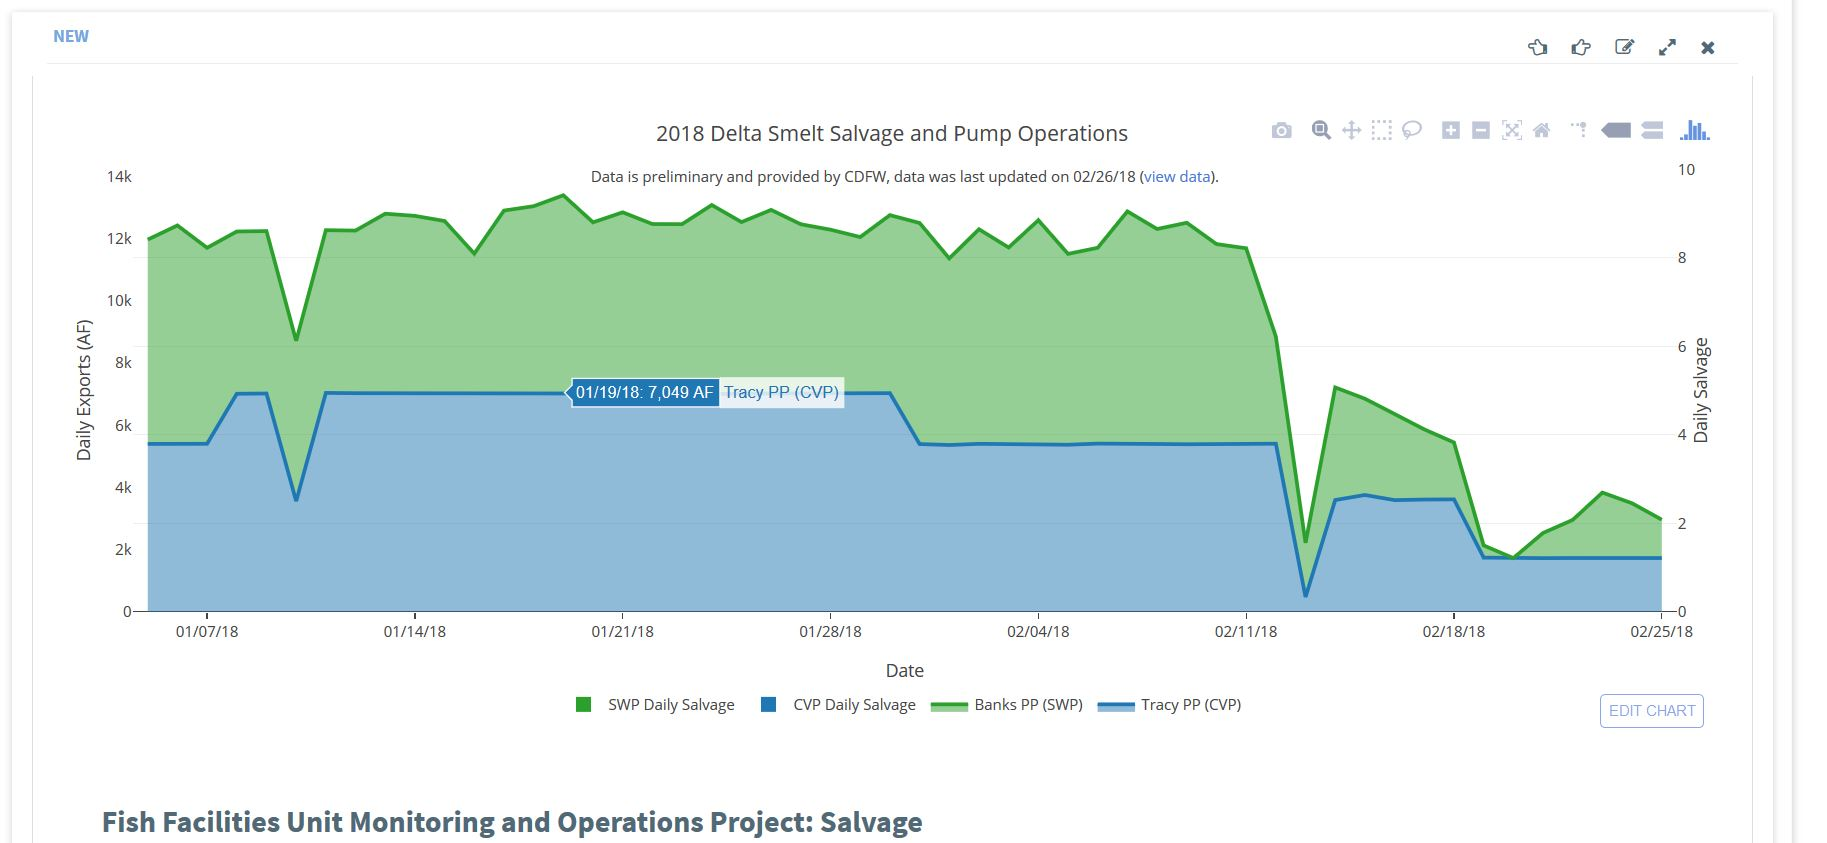 NEW
2018 Delta Smelt Salvage and Pump Operations
Data is preliminary and provided by CDFW, data was last updated on 02/26/18 (view data).
14k
12k
10k
8k
6k
4k
2k
0
Daily Exports (AF)
10
8
6
4
2
0
Daily Salvage
01/19/18: 7,049 AF Tracy PP (CVP)
01/07/18 01/14/18 01/21/18 01/28/18 02/04/18 02/11/18 02/18/18 02/25/18
Date
SWP Daily Salvage CVP Daily Salvage Banks PP (SWP) Tracy PP (CVP)
EDIT CHART
Fish Facilities Unit Monitoring and Operations Project: Salvage